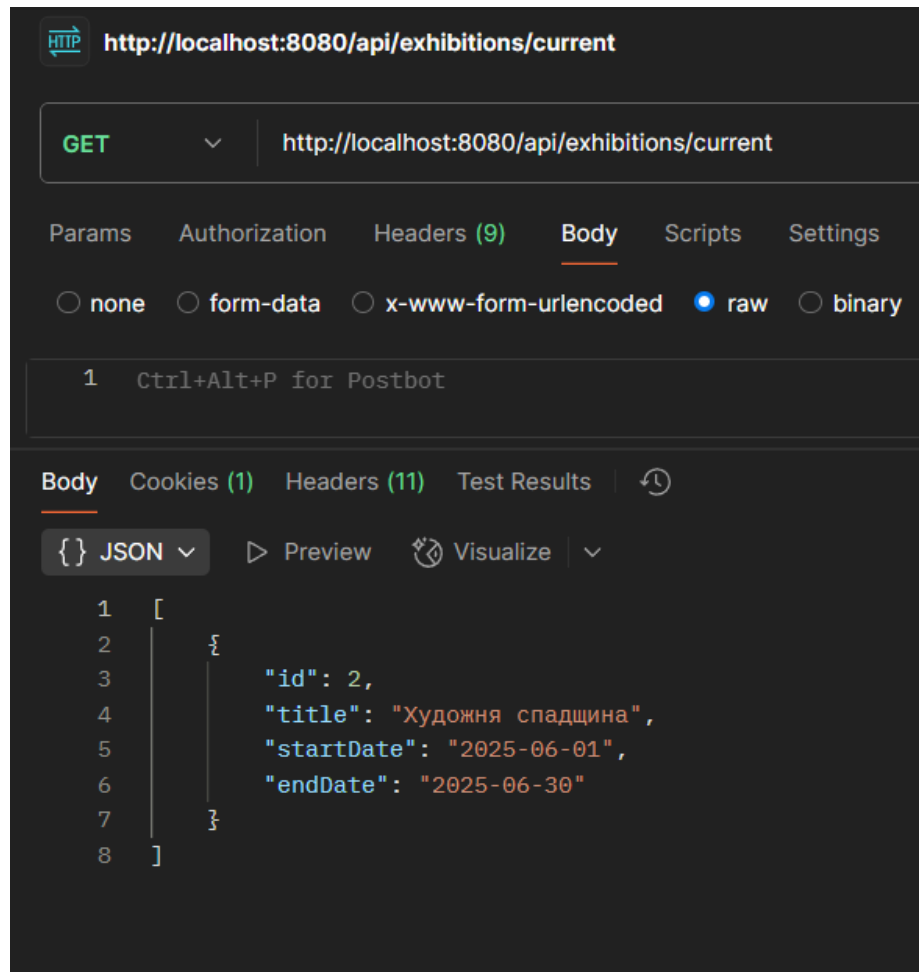 HTTP http://localhost:8080/api/exhibitions/current
GET http://localhost:8080/api/exhibitions/current
Params Authorization Headers (9) Body Scripts Settings
none form-data x-www-form-urlencoded raw binary
1 Ctrl+Alt+P for Postbot
Body Cookies (1) Headers (11) Test Results
{} JSON Preview Visualize
1 [
2 {
3 "id": 2,
4 "title": "Художня спадщина",
5 "startDate": "2025-06-01",
6 "endDate": "2025-06-30"
7 }
8 ]